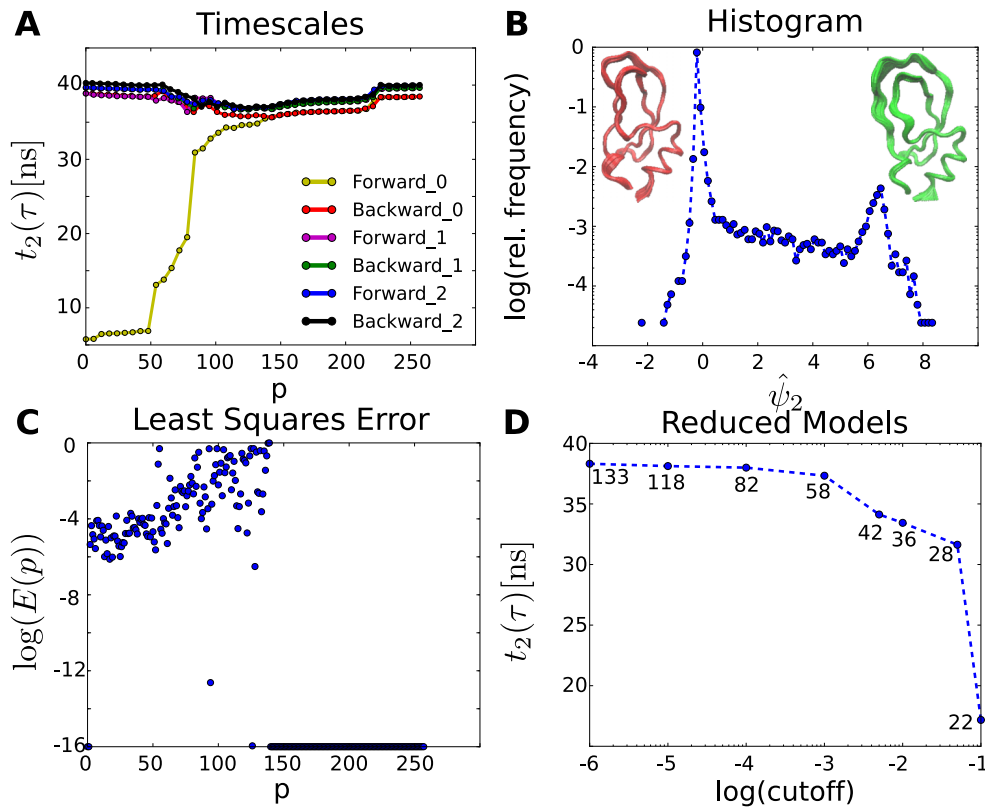 A
Timescales
40
30
20
10
0
50
100
150
200
250
p
t₂(τ)[ns]
Forward_0
Backward_0
Forward_1
Backward_1
Forward_2
Backward_2
B
Histogram
0
-1
-2
-3
-4
-4
-2
0
2
4
6
8
log(rel. frequency)
ψ̂₂
C
Least Squares Error
0
-4
-8
-12
-16
0
50
100
150
200
250
p
log(E(p))
D
Reduced Models
40
35
30
25
20
t₂(τ)[ns]
133
118
82
58
42
36
28
22
-6
-5
-4
-3
-2
-1
log(cutoff)